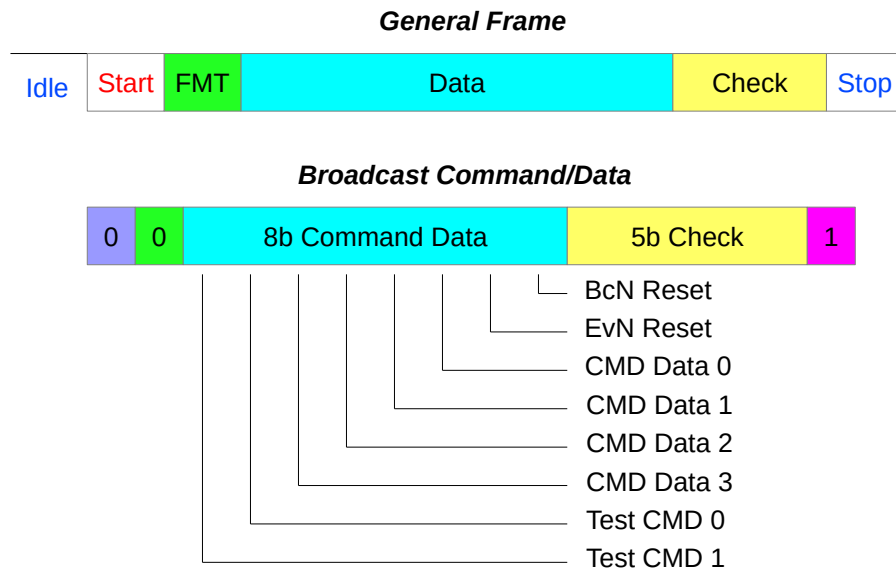 General Frame
Idle Start FMT Data Check Stop
Broadcast Command/Data
0 0 8b Command Data 5b Check 1
BcN Reset
EvN Reset
CMD Data 0
CMD Data 1
CMD Data 2
CMD Data 3
Test CMD 0
Test CMD 1